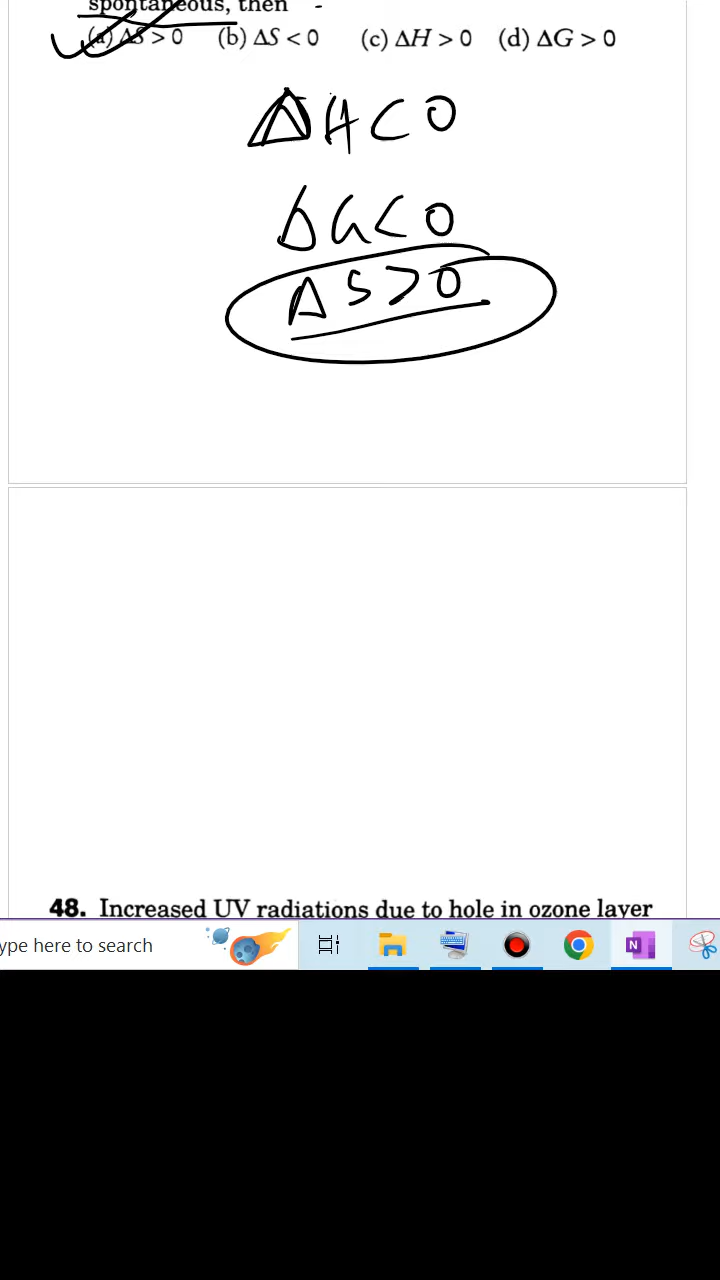 spontaneous, then -
(a) ΔS > 0 (b) ΔS < 0 (c) ΔH > 0 (d) ΔG > 0
ΔH < 0
ΔG < 0
ΔS > 0
48. Increased UV radiations due to hole in ozone layer
ype here to search
N